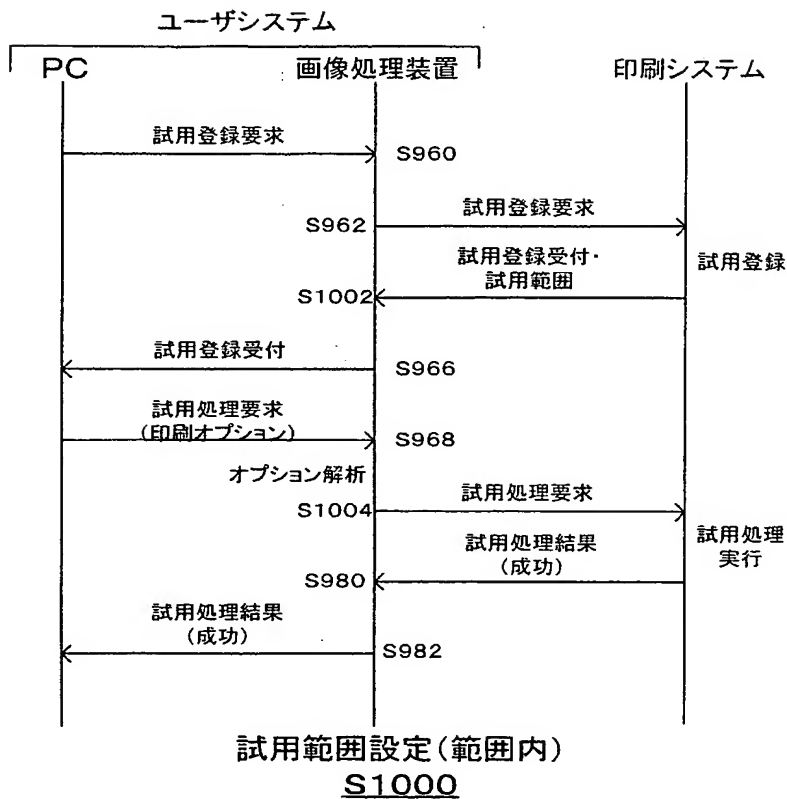 ユーザシステム
PC
画像処理装置
印刷システム
試用登録要求
S960
S962
試用登録要求
試用登録受付・
試用範囲
試用登録
S1002
試用登録受付
S966
試用処理要求
(印刷オプション)
S968
オプション解析
S1004
試用処理要求
試用処理結果
(成功)
試用処理
実行
S980
試用処理結果
(成功)
S982
試用範囲設定(範囲内)
S1000